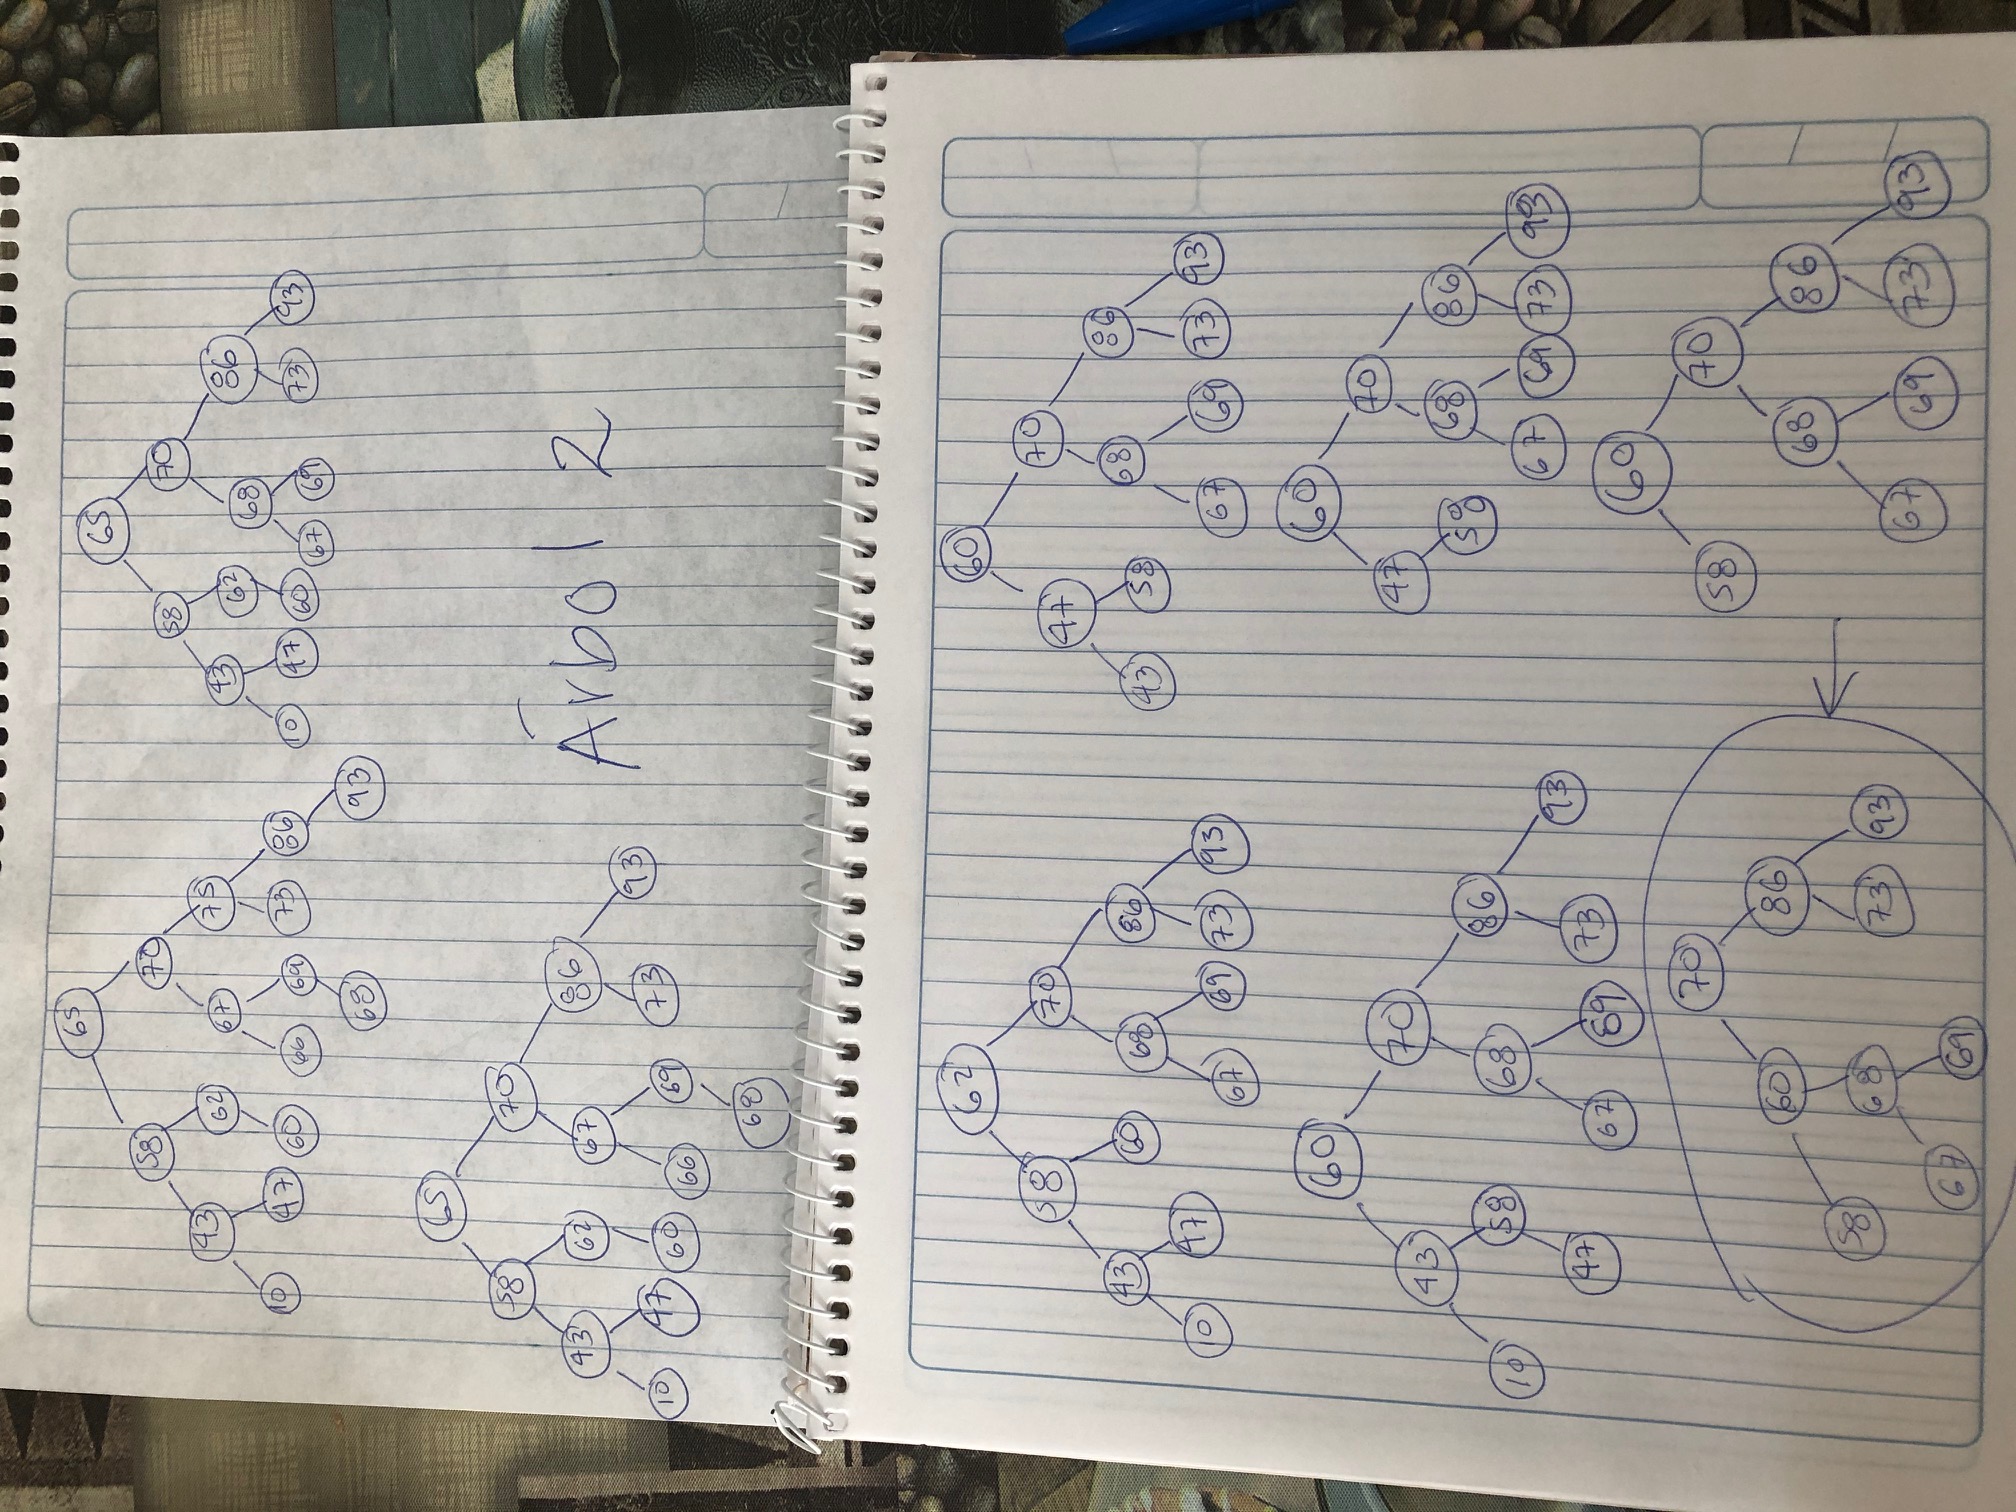 65
58 70
43 62 67 75
10 47 60 66 69 73 86
68 93
65
58 70
43 62 68 86
10 47 60 67 69 73 93
65
58 70
43 62 67 86
10 47 60 66 69 73 93
68
Árbol 2
62
58 70
43 60 68 86
10 47 67 69 73 93
60
47 70
43 58 68 86
67 69 73 93
60
43 70
10 58 68 86
47 67 69 73 93
60
47 70
58 68 86
67 69 73 93
60
58 70
68 86
67 69 73 93
70
60 86
58 68 73 93
67 69